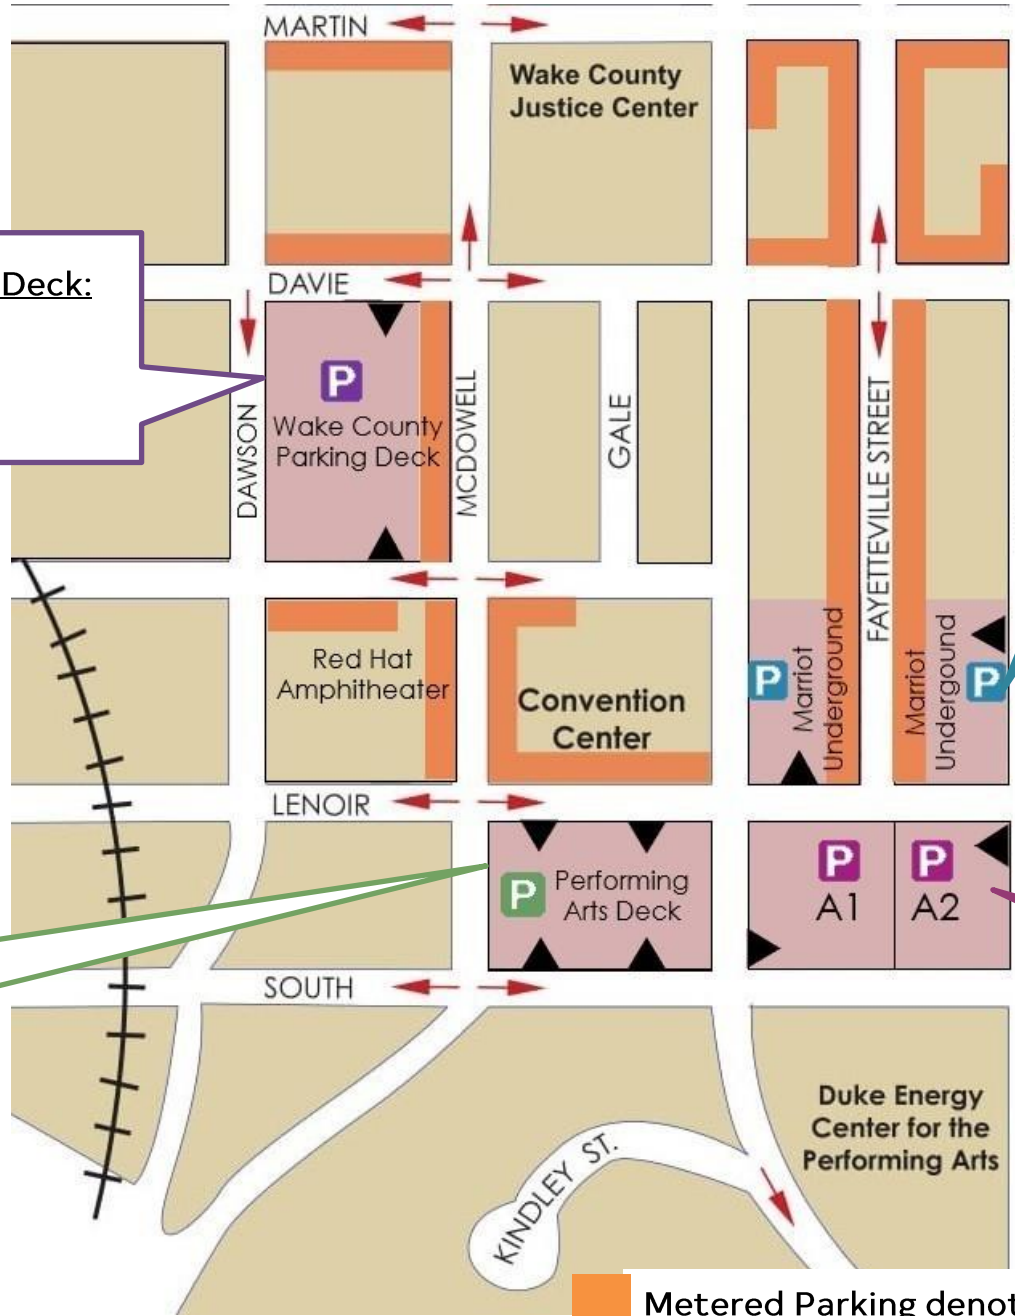 MARTIN
Wake County
Justice Center
Deck:
DAVIE
P
Wake County
Parking Deck
DAWSON
MCDOWELL
GALE
FAYETTEVILLE STREET
Red Hat
Amphitheater
Convention
Center
P
Marriot
Underground
Marriot
Undergound
P
LENOIR
P
Performing
Arts Deck
P
A1
P
A2
SOUTH
Duke Energy
Center for the
Performing Arts
KINDLEY ST.
Metered Parking denot